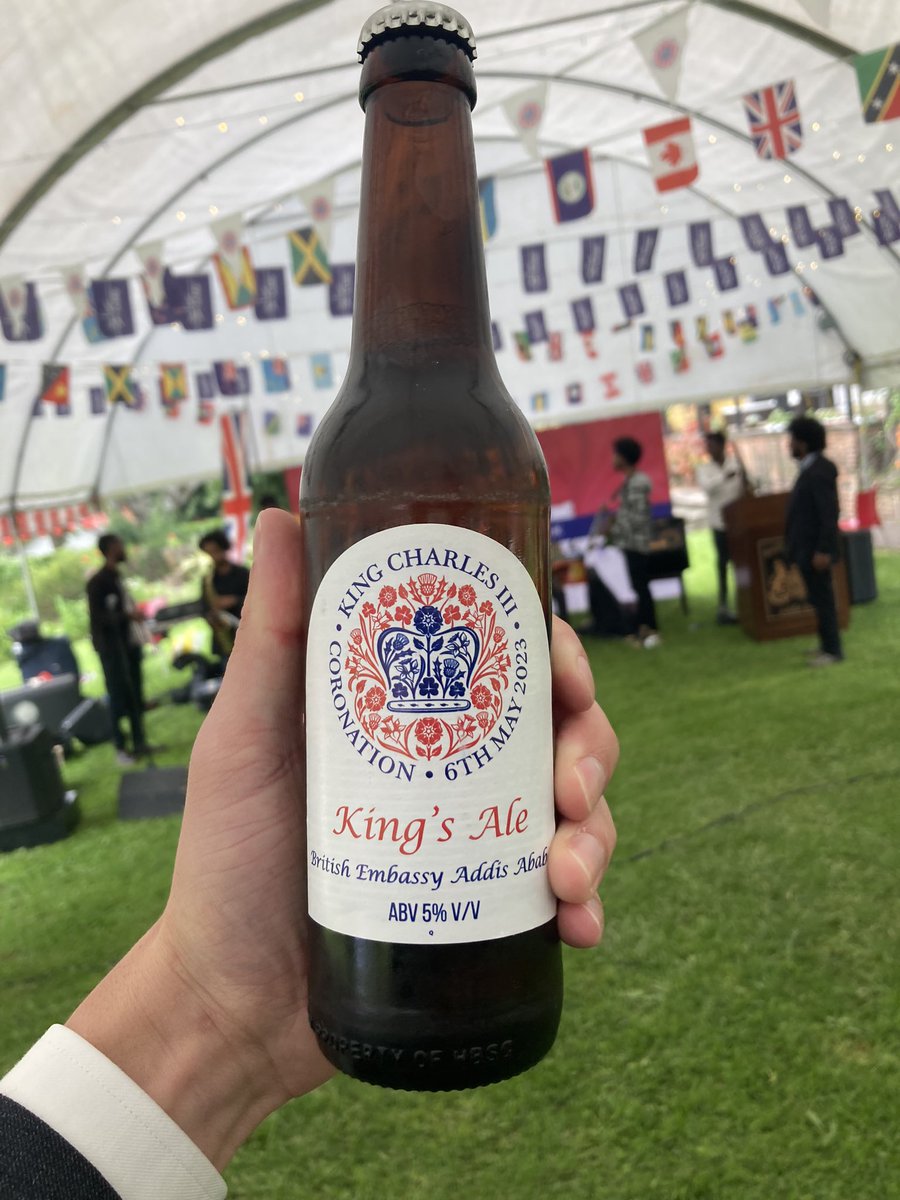 • KING CHARLES III •
CORONATION • 6TH MAY 2023
King's Ale
British Embassy Addis Abab
ABV 5% V/V
PROPERTY OF HBSC